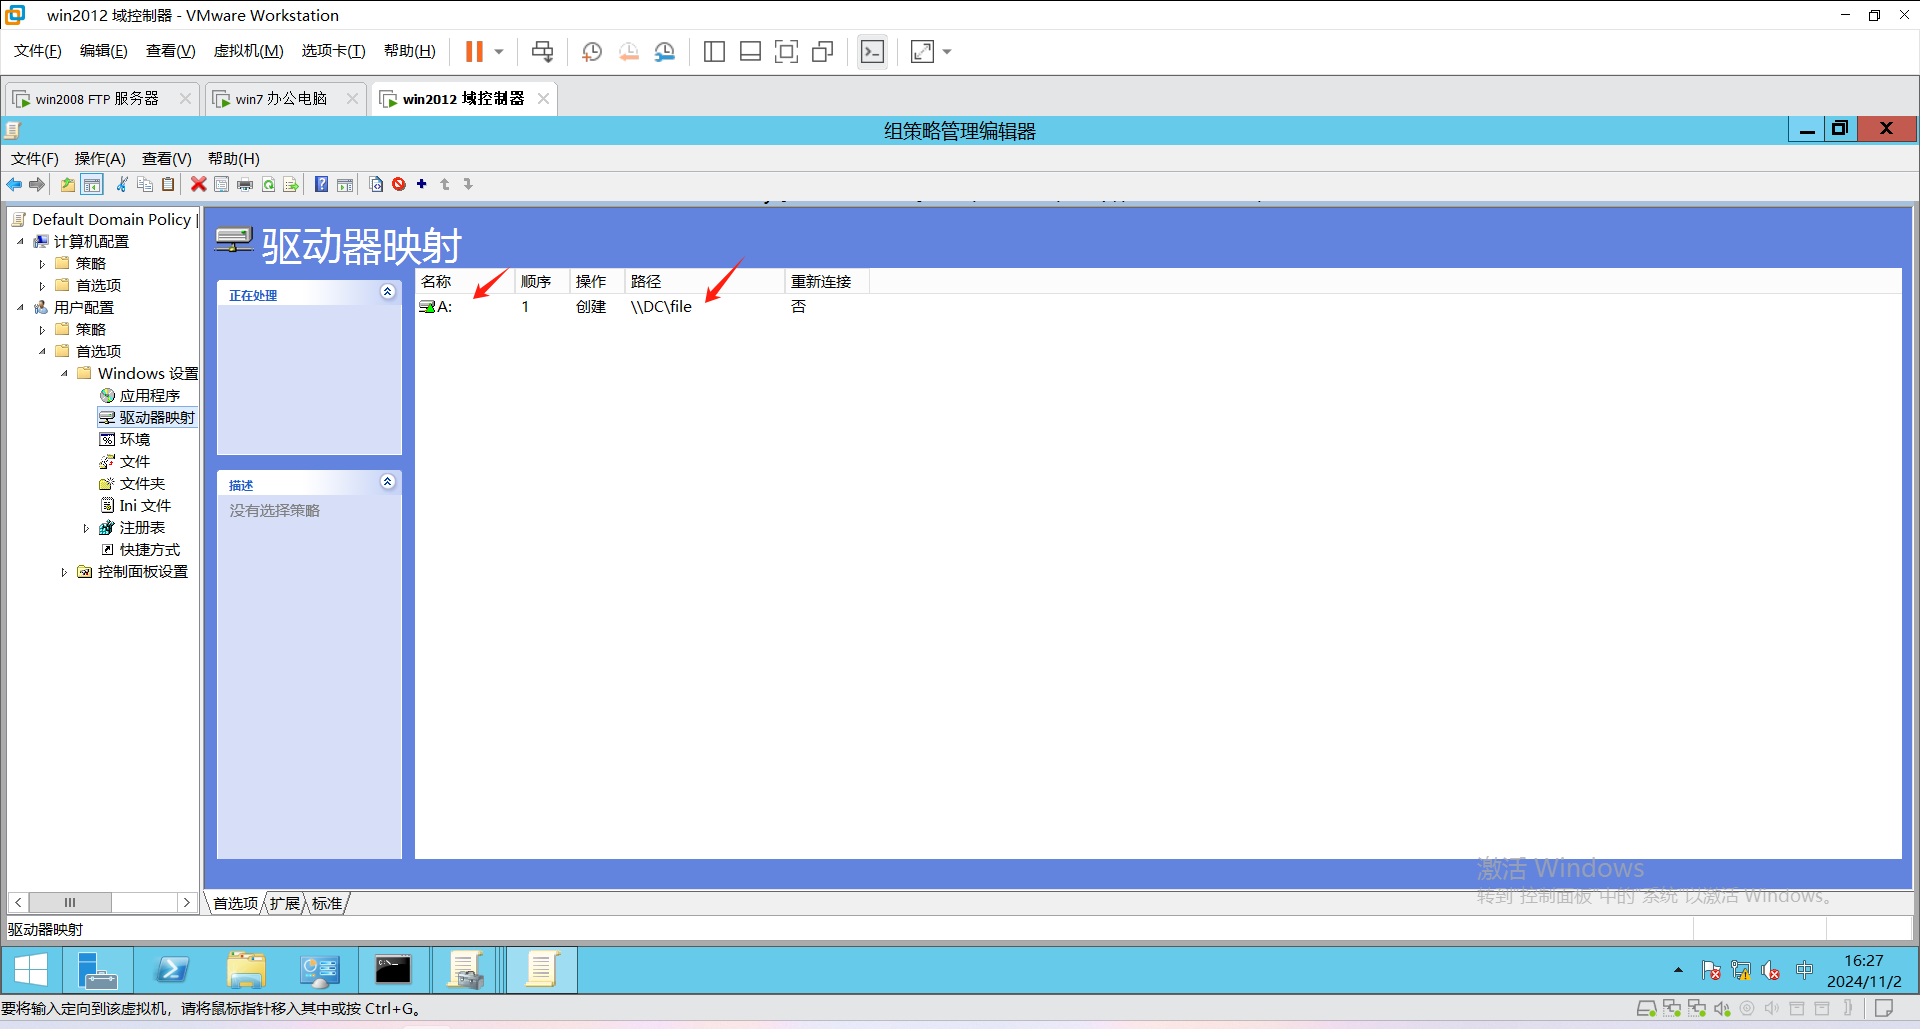 win2012 域控制器 - VMware Workstation
文件(F) 编辑(E) 查看(V) 虚拟机(M) 选项卡(T) 帮助(H)
win2008 FTP 服务器 win7 办公电脑 win2012 域控制器
组策略管理编辑器
文件(F) 操作(A) 查看(V) 帮助(H)
Default Domain Policy
计算机配置
策略
首选项
用户配置
策略
首选项
Windows 设置
应用程序
驱动器映射
环境
文件
文件夹
Ini 文件
注册表
快捷方式
控制面板设置
驱动器映射
正在处理
描述
没有选择策略
名称 顺序 操作 路径 重新连接
A: 1 创建 \\DC\file 否
激活 Windows
转到"控制面板"中的"系统"以激活 Windows。
首选项 扩展 标准
驱动器映射
中
16:27
2024/11/2
要将输入定向到该虚拟机，请将鼠标指针移入其中或按 Ctrl+G。